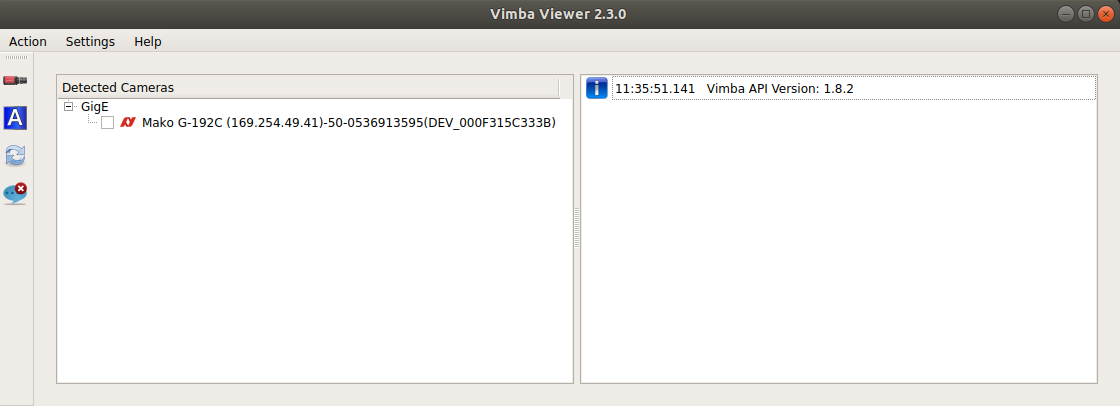 Vimba Viewer 2.3.0
Action Settings Help
Detected Cameras
GigE
Mako G-192C (169.254.49.41)-50-0536913595(DEV_000F315C333B)
11:35:51.141 Vimba API Version: 1.8.2
A
i